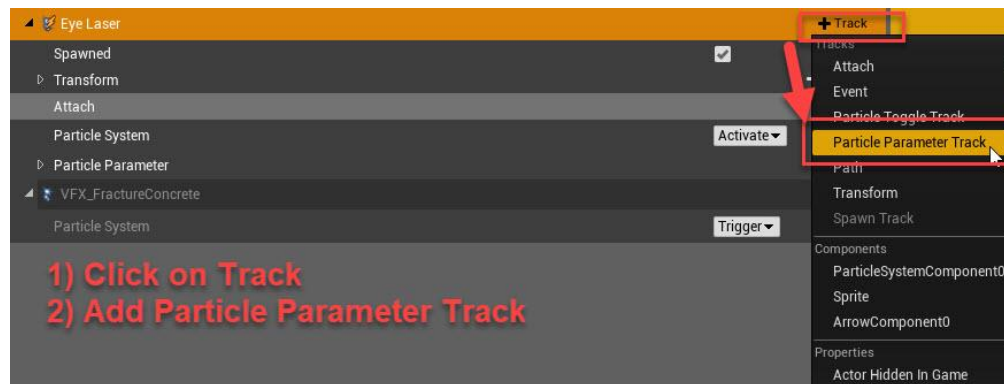 Eye Laser
+ Track
Spawned
Transform
Attach
Particle System
Activate
Particle Parameter
VFX_FractureConcrete
Particle System
Trigger
1) Click on Track
2) Add Particle Parameter Track
Tracks
Attach
Event
Particle Toggle Track
Particle Parameter Track
Path
Transform
Spawn Track
Components
ParticleSystemComponent0
Sprite
ArrowComponent0
Properties
Actor Hidden In Game